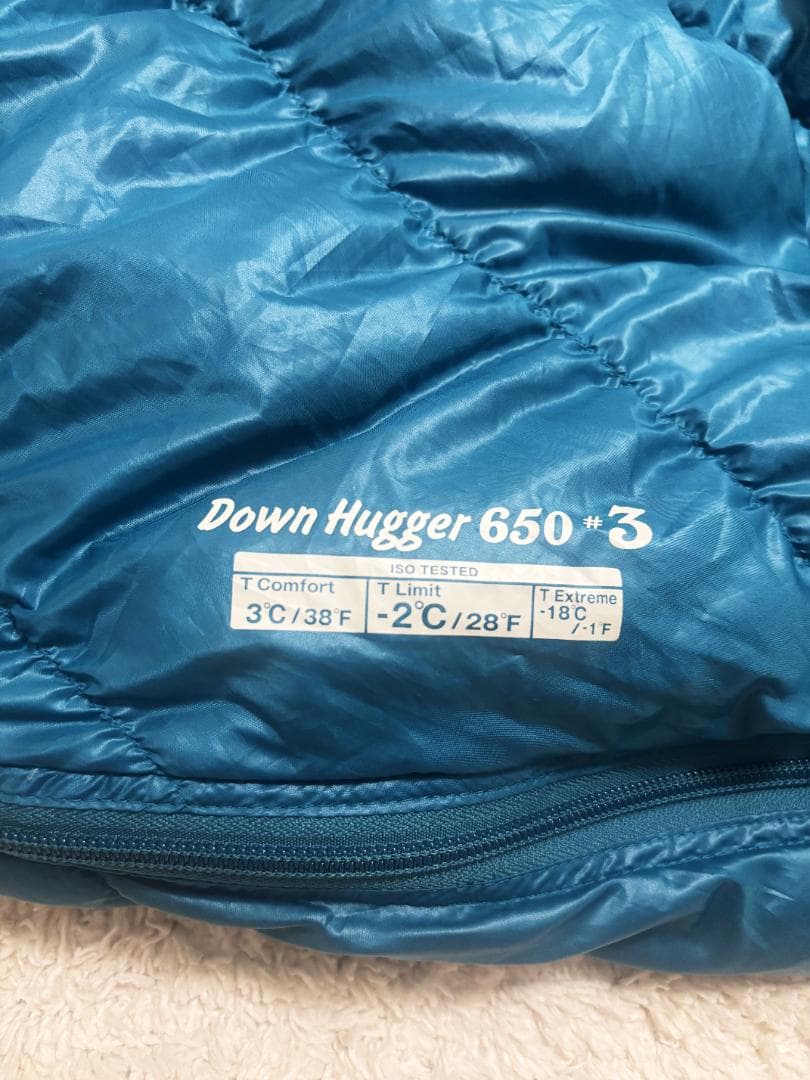 Down Hugger 650 #3
ISO TESTED
T Comfort
3℃/38°F
T Limit
-2℃/28°F
T Extreme
-18℃
/-1°F